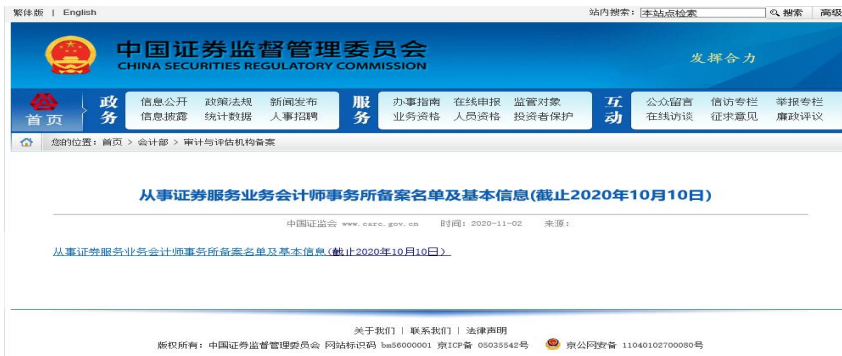 繁体版 | English 站内搜索: 本站点检索 搜索 高级
中国证券监督管理委员会
CHINA SECURITIES REGULATORY COMMISSION
发挥合力
首页 政务 信息公开 政策法规 新闻发布 服务 办事指南 在线申报 监管对象 互动 公众留言 信访专栏 举报专栏
信息披露 统计数据 人事招聘 业务资格 人员资格 投资者保护 在线访谈 征求意见 廉政评议
您的位置: 首页 > 会计部 > 审计与评估机构备案
从事证券服务业务会计师事务所备案名单及基本信息(截止2020年10月10日)
中国证监会 www.csrc.gov.cn 时间: 2020-11-02 来源:
从事证券服务业务会计师事务所备案名单及基本信息(截止2020年10月10日)
关于我们 | 联系我们 | 法律声明
版权所有: 中国证券监督管理委员会 网站标识码 bm56000001 京ICP备 05035542号 京公网安备 11040102700080号